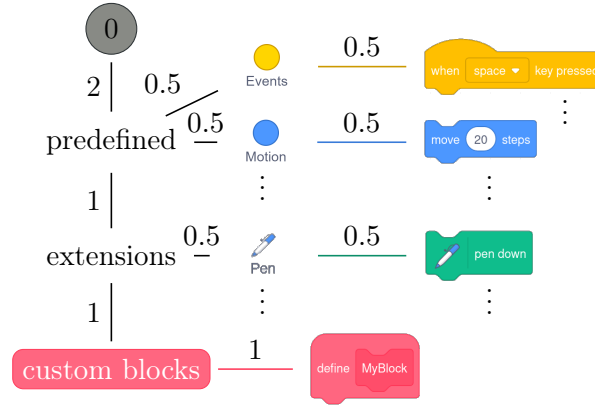 0
2
0.5
0.5
Events
when space key pressed
predefined
0.5
0.5
Motion
move 20 steps
1
extensions
0.5
0.5
Pen
pen down
1
custom blocks
1
define MyBlock